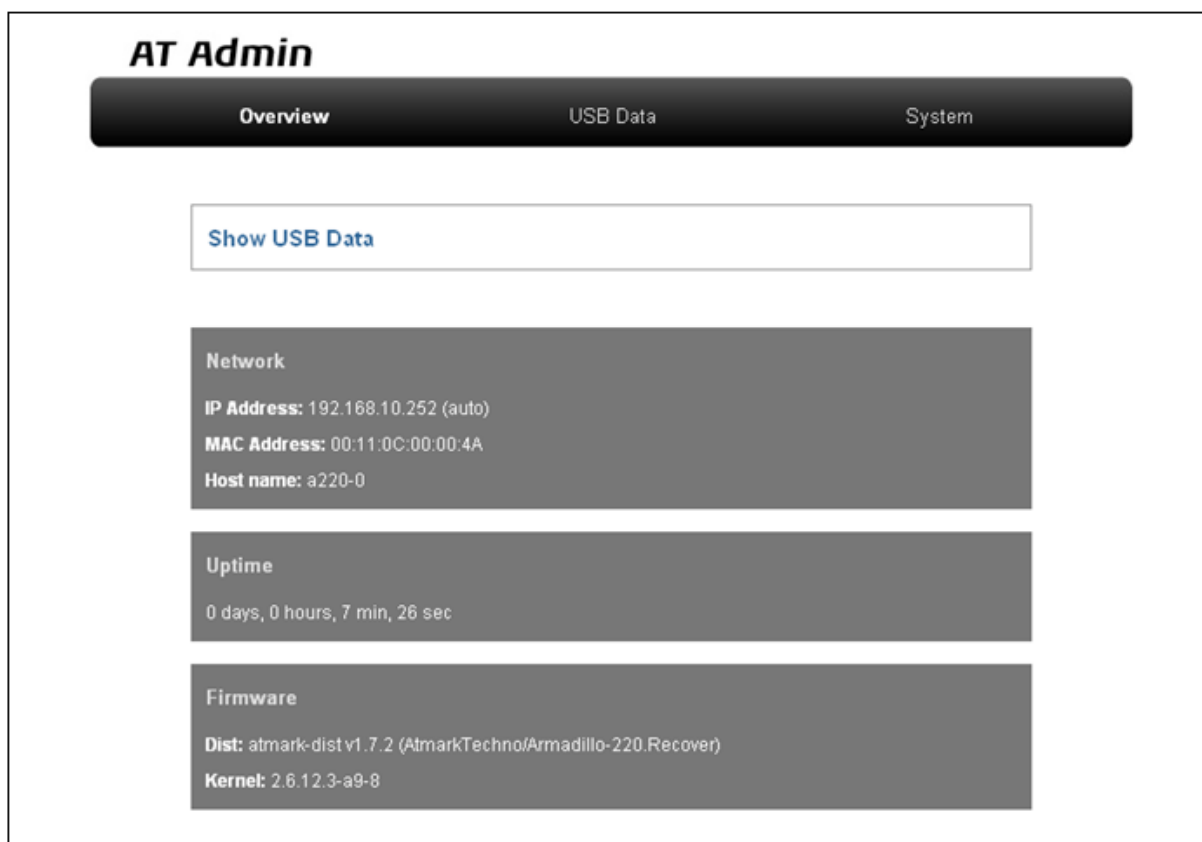 AT Admin
Overview USB Data System
Show USB Data
Network
IP Address: 192.168.10.252 (auto)
MAC Address: 00:11:0C:00:00:4A
Host name: a220-0
Uptime
0 days, 0 hours, 7 min, 26 sec
Firmware
Dist: atmark-dist v1.7.2 (AtmarkTechno/Armadillo-220.Recover)
Kernel: 2.6.12.3-a9-8